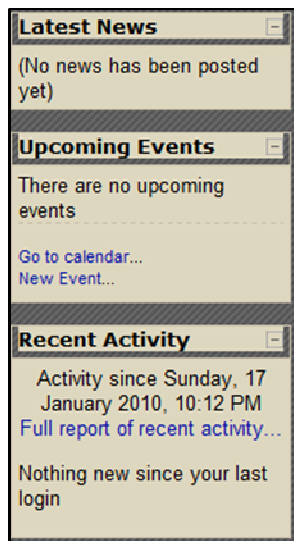 Latest News
(No news has been posted
yet)
Upcoming Events
There are no upcoming
events
Go to calendar...
New Event...
Recent Activity
Activity since Sunday, 17
January 2010, 10:12 PM
Full report of recent activity...
Nothing new since your last
login